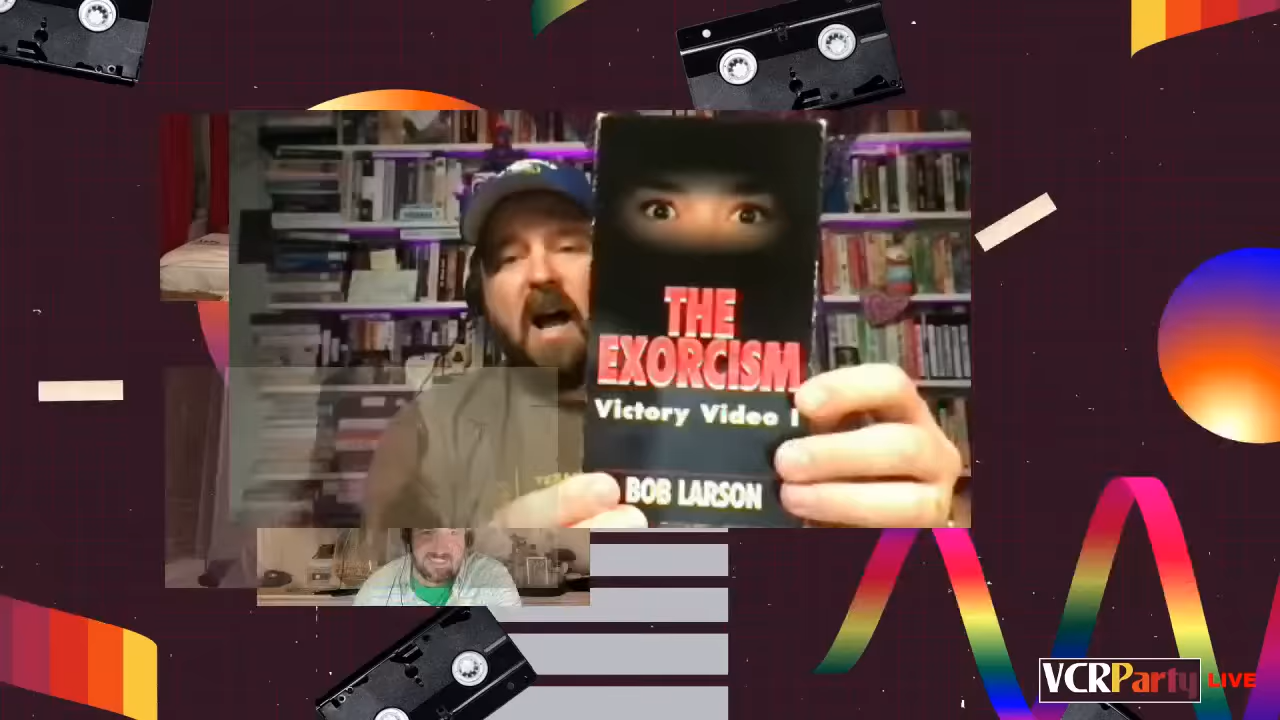 THE
EXORCISM
Victory Video I
BOB LARSON
VCRParty LIVE